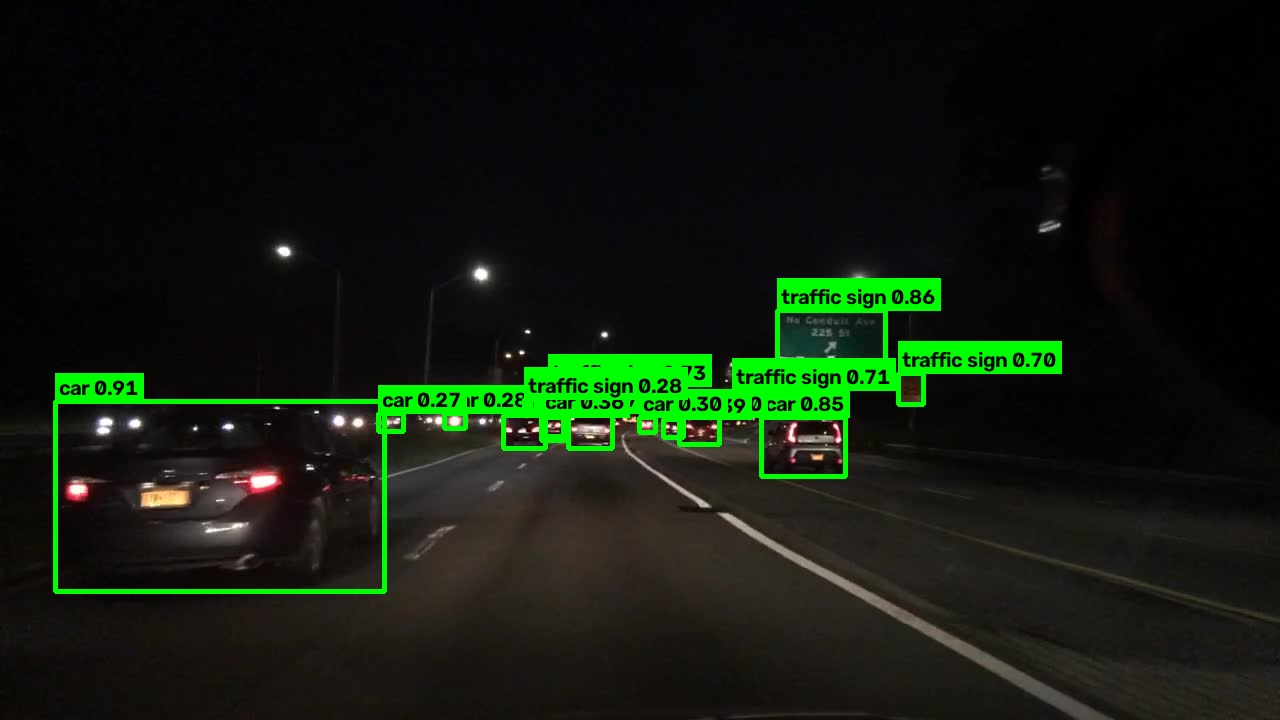 traffic sign 0.86
No Conduit Ave
225 St
traffic sign 0.70
traffic sign 0.71
traffic sign 0.28
car 0.91
car 0.27
car 0.30
car 0.85